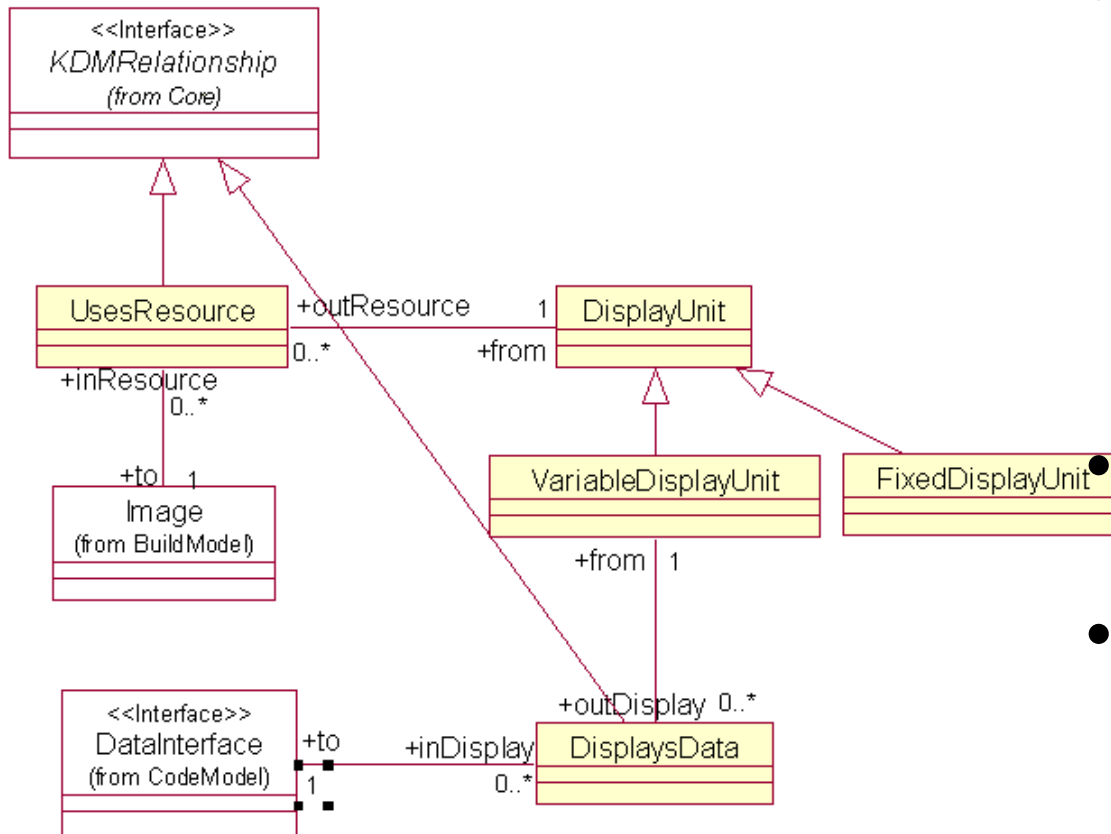 <<Interface>>
KDMRelationship
(from Core)
UsesResource
+outResource
1
DisplayUnit
0..*
+from
+inResource
0..*
+to
1
Image
(from BuildModel)
VariableDisplayUnit
FixedDisplayUnit
+from
1
+outDisplay
0..*
<<Interface>>
DataInterface
(from CodeModel)
+to
1
+inDisplay
0..*
DisplaysData